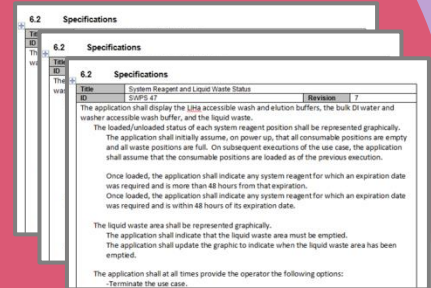 6.2 Specifications
Tit
ID
Th
wa
6.2 Specifications
Title
ID
The
was
6.2 Specifications
Title System Reagent and Liquid Waste Status
ID SWPS 47 Revision 7
The application shall display the LiHa accessible wash and elution buffers, the bulk DI water and
washer accessible wash buffer, and the liquid waste.
The loaded/unloaded status of each system reagent position shall be represented graphically.
The application shall initially assume, on power up, that all consumable positions are empty
and all waste positions are full. On subsequent executions of the use case, the application
shall assume that the consumable positions are loaded as of the previous execution.
Once loaded, the application shall indicate any system reagent for which an expiration date
was required and is more than 48 hours from that expiration.
Once loaded, the application shall indicate any system reagent for which an expiration date
was required and is within 48 hours of its expiration date.
The liquid waste area shall be represented graphically.
The application shall indicate that the liquid waste area must be emptied.
The application shall update the graphic to indicate when the liquid waste area has been
emptied.
The application shall at all times provide the operator the following options:
-Terminate the use case.